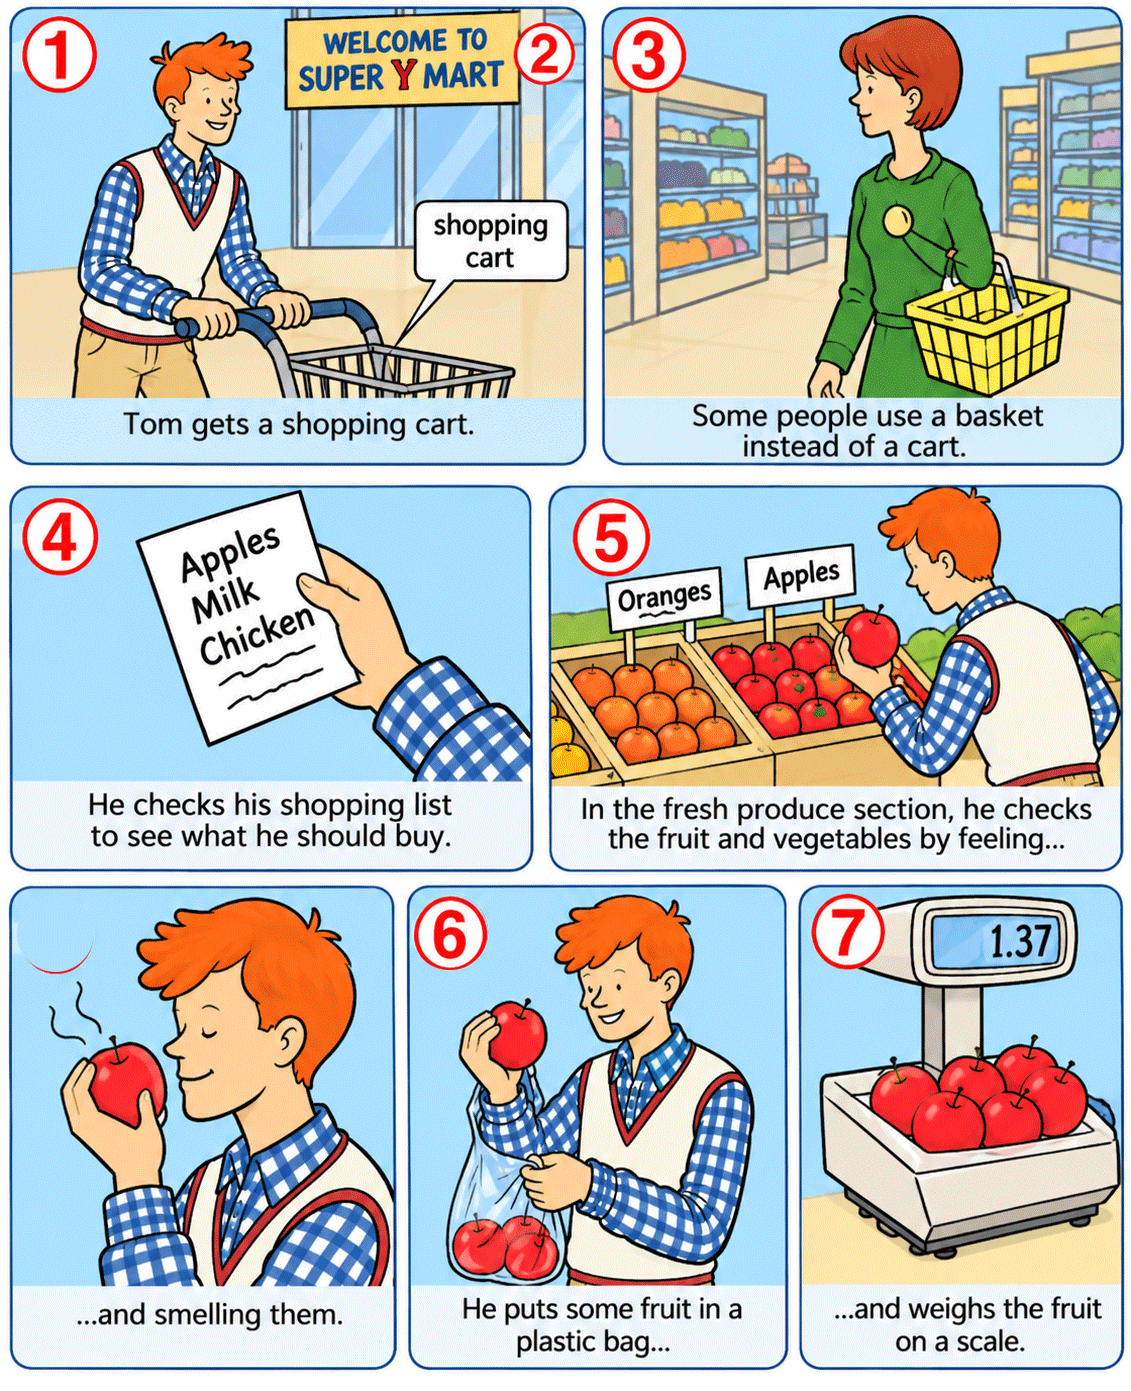 1
WELCOME TO
SUPER Y MART
2
shopping
cart
Tom gets a shopping cart.
3
Some people use a basket
instead of a cart.
4
Apples
Milk
Chicken
He checks his shopping list
to see what he should buy.
5
Oranges
Apples
In the fresh produce section, he checks
the fruit and vegetables by feeling...
...and smelling them.
6
He puts some fruit in a
plastic bag...
7
1.37
...and weighs the fruit
on a scale.